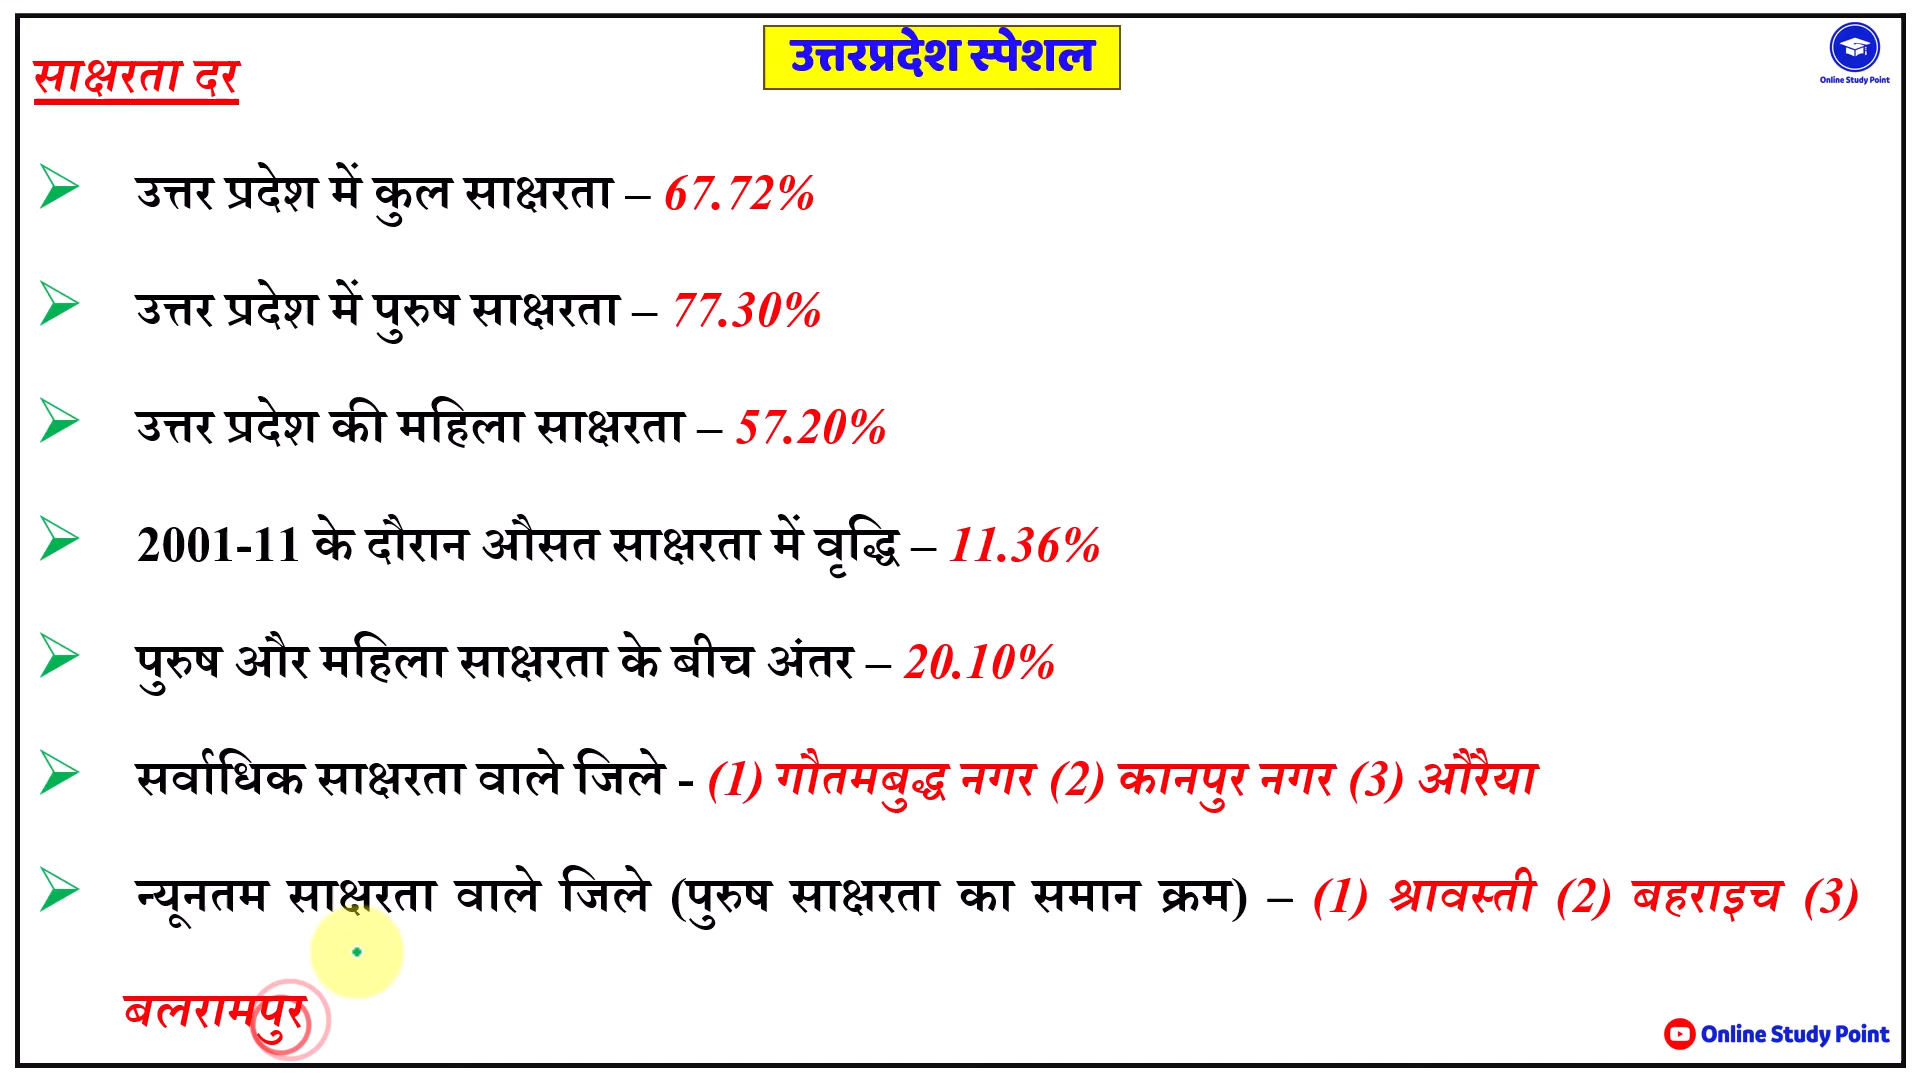 उत्तरप्रदेश स्पेशल
Online Study Point
साक्षरता दर
उत्तर प्रदेश में कुल साक्षरता – 67.72%
उत्तर प्रदेश में पुरुष साक्षरता – 77.30%
उत्तर प्रदेश की महिला साक्षरता – 57.20%
2001-11 के दौरान औसत साक्षरता में वृद्धि – 11.36%
पुरुष और महिला साक्षरता के बीच अंतर – 20.10%
सर्वाधिक साक्षरता वाले जिले - (1) गौतमबुद्ध नगर (2) कानपुर नगर (3) औरैया
न्यूनतम साक्षरता वाले जिले (पुरुष साक्षरता का समान क्रम) – (1) श्रावस्ती (2) बहराइच (3)
बलरामपुर
Online Study Point